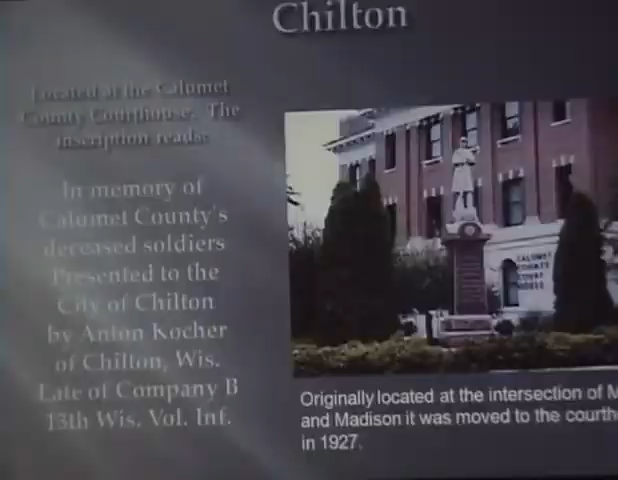 Chilton
Located at the Calumet
County Courthouse. The
inscription reads:
In memory of
Calumet County's
deceased soldiers
Presented to the
City of Chilton
by Anton Kocher
of Chilton, Wis.
Late of Company B
13th Wis. Vol. Inf.
CALUMET
COUNTY
COURT
HOUSE
Originally located at the intersection of M
and Madison it was moved to the courth
in 1927.